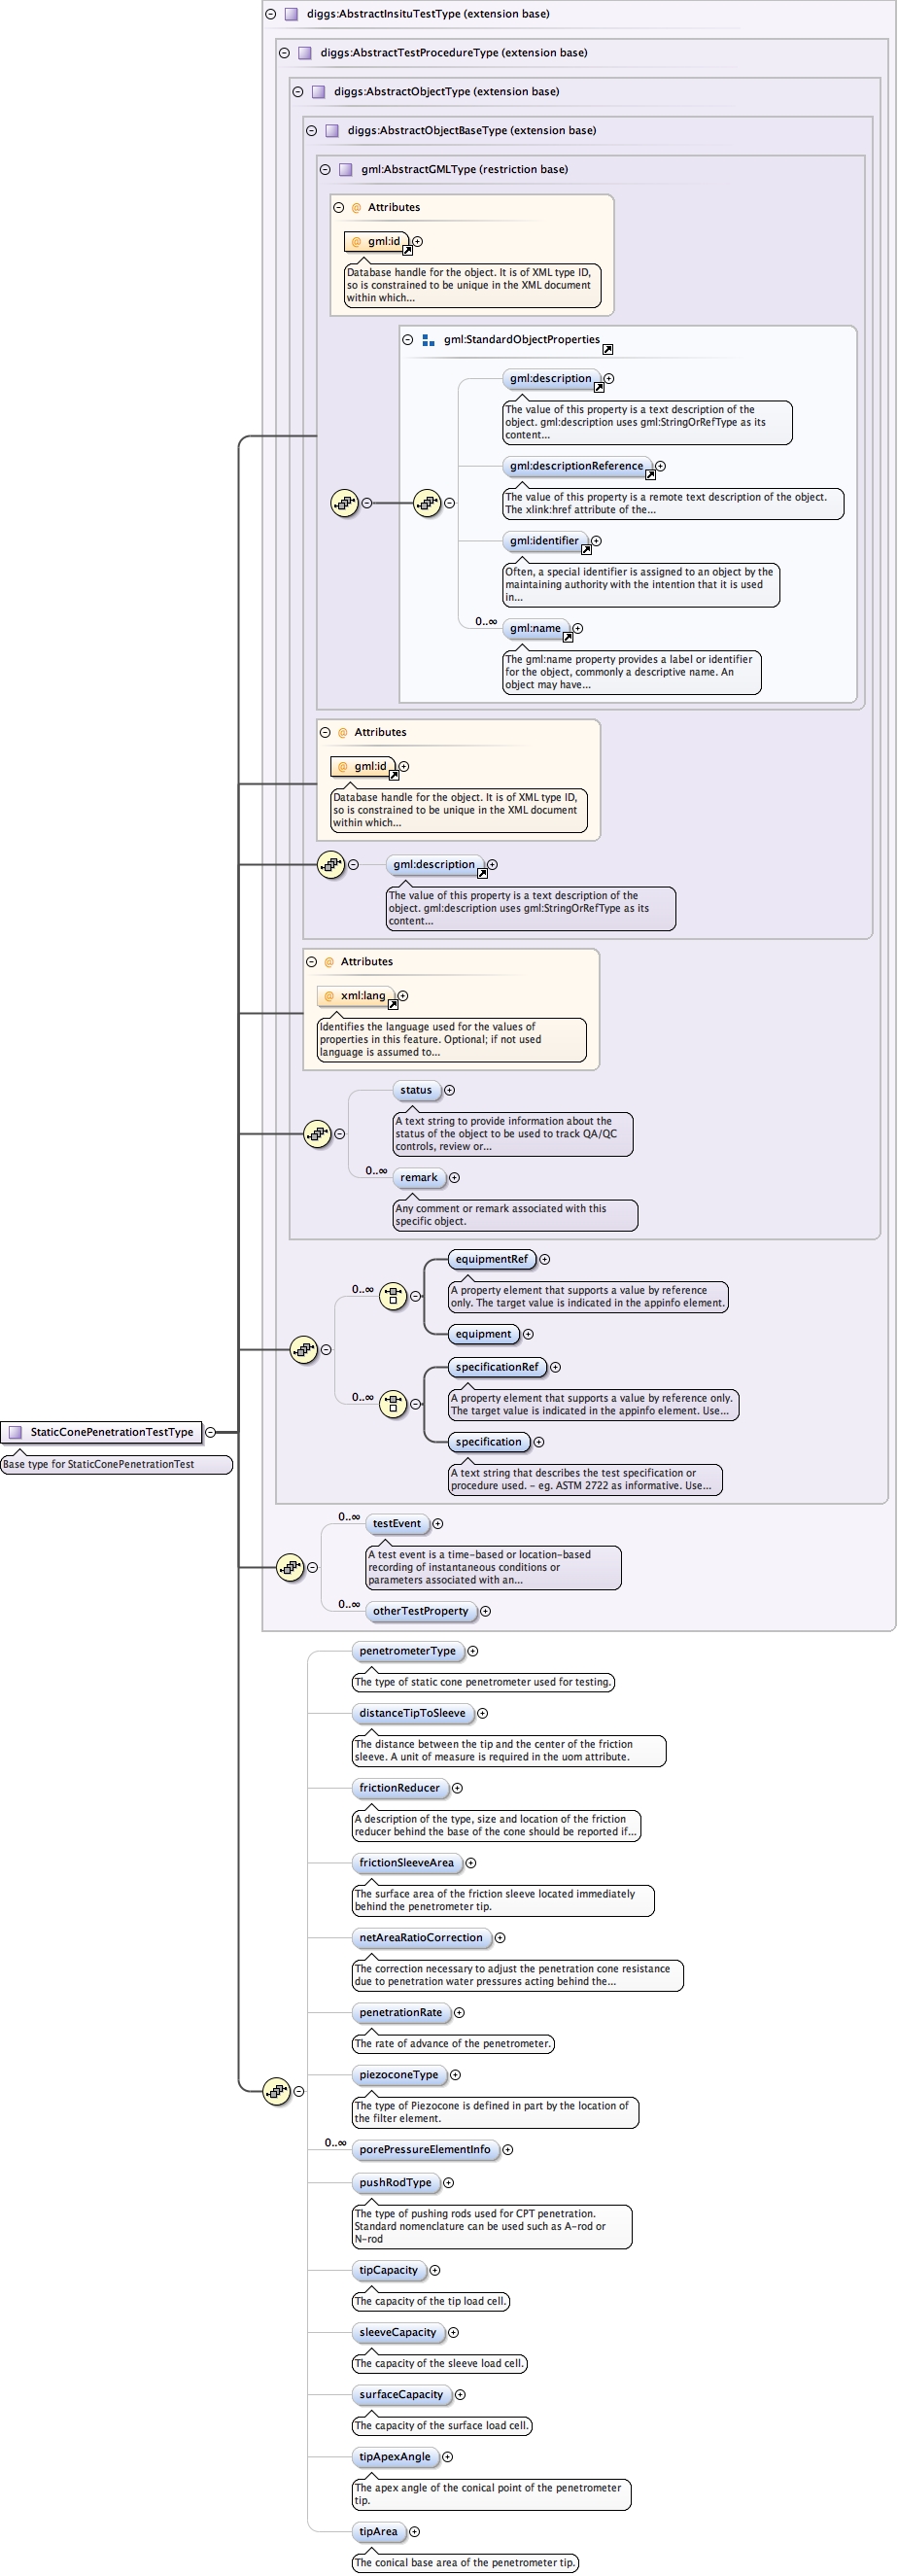 diggs:AbstractInsituTestType (extension base)
diggs:AbstractTestProcedureType (extension base)
diggs:AbstractObjectType (extension base)
diggs:AbstractObjectBaseType (extension base)
gml:AbstractGMLType (restriction base)
@ Attributes
@ gml:id
Database handle for the object. It is of XML type ID,
so is constrained to be unique in the XML document
within which...
gml:StandardObjectProperties
gml:description
The value of this property is a text description of the
object. gml:description uses gml:StringOrRefType as its
content...
gml:descriptionReference
The value of this property is a remote text description of the object.
The xlink:href attribute of the...
gml:identifier
Often, a special identifier is assigned to an object by the
maintaining authority with the intention that it is used
in...
0..∞ gml:name
The gml:name property provides a label or identifier
for the object, commonly a descriptive name. An
object may have...
@ Attributes
@ gml:id
Database handle for the object. It is of XML type ID,
so is constrained to be unique in the XML document
within which...
gml:description
The value of this property is a text description of the
object. gml:description uses gml:StringOrRefType as its
content...
@ Attributes
@ xml:lang
Identifies the language used for the values of
properties in this feature. Optional; if not used
language is assumed to...
status
A text string to provide information about the
status of the object to be used to track QA/QC
controls, review or...
0..∞ remark
Any comment or remark associated with this
specific object.
equipmentRef
0..∞
A property element that supports a value by reference
only. The target value is indicated in the appinfo element.
equipment
specificationRef
0..∞
A property element that supports a value by reference only.
The target value is indicated in the appinfo element. Use...
StaticConePenetrationTestType
Base type for StaticConePenetrationTest
specification
A text string that describes the test specification or
procedure used. – eg. ASTM 2722 as informative. Use...
0..∞ testEvent
A test event is a time-based or location-based
recording of instantaneous conditions or
parameters associated with an...
0..∞ otherTestProperty
penetrometerType
The type of static cone penetrometer used for testing.
distanceTipToSleeve
The distance between the tip and the center of the friction
sleeve. A unit of measure is required in the uom attribute.
frictionReducer
A description of the type, size and location of the friction
reducer behind the base of the cone should be reported if...
frictionSleeveArea
The surface area of the friction sleeve located immediately
behind the penetrometer tip.
netAreaRatioCorrection
The correction necessary to adjust the penetration cone resistance
due to penetration water pressures acting behind the...
penetrationRate
The rate of advance of the penetrometer.
piezoconeType
The type of Piezocone is defined in part by the location of
the filter element.
0..∞ porePressureElementInfo
pushRodType
The type of pushing rods used for CPT penetration.
Standard nomenclature can be used such as A-rod or
N-rod
tipCapacity
The capacity of the tip load cell.
sleeveCapacity
The capacity of the sleeve load cell.
surfaceCapacity
The capacity of the surface load cell.
tipApexAngle
The apex angle of the conical point of the penetrometer
tip.
tipArea
The conical base area of the penetrometer tip.